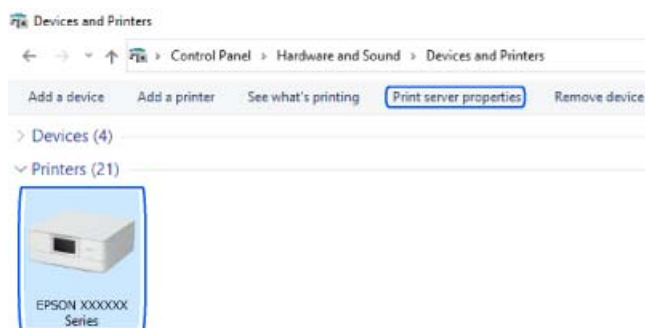 Devices and Printers
Control Panel > Hardware and Sound > Devices and Printers
Add a device Add a printer See what's printing Print server properties Remove device
> Devices (4)
Printers (21)
EPSON XXXXXX
Series